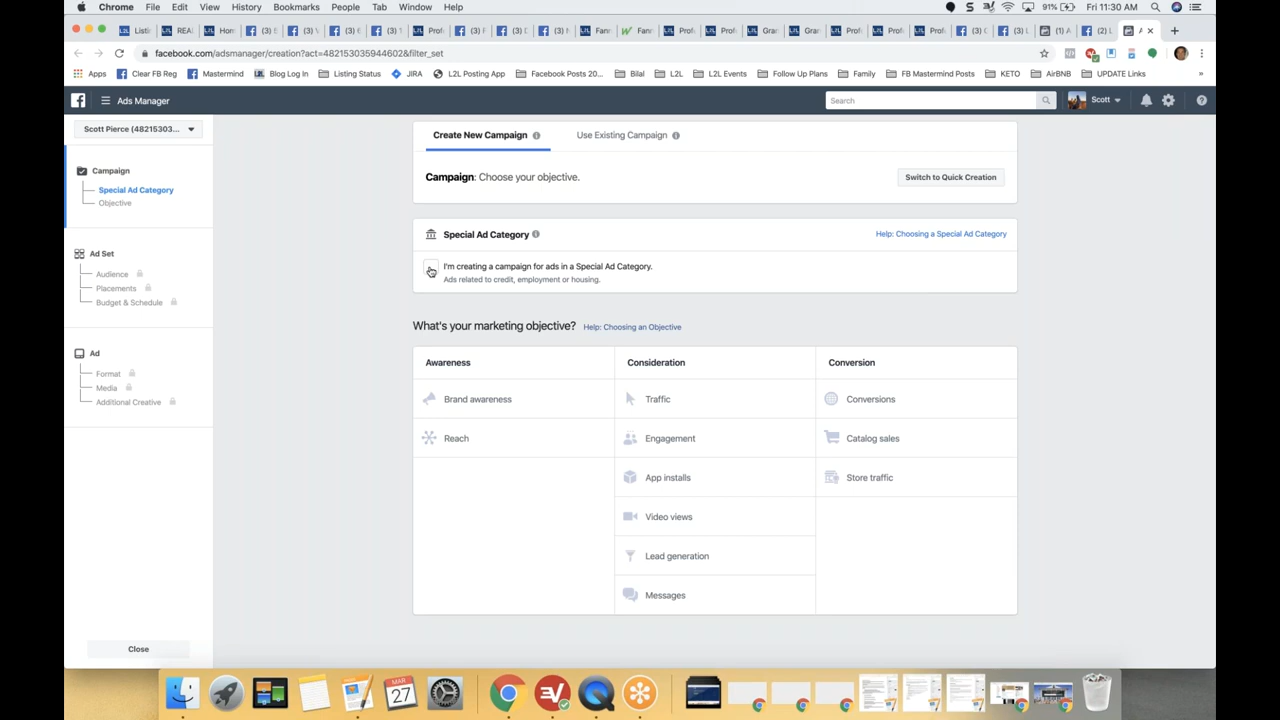 Chrome File Edit View History Bookmarks People Tab Window Help
91% Fri 11:30 AM
facebook.com/adsmanager/creation?act=48215303594460&filter_set
Apps Clear FB Reg Mastermind Blog Log In Listing Status JIRA L2L Posting App Facebook Posts 20... Bilal L2L L2L Events Follow Up Plans Family FB Mastermind Posts KETO AirBNB UPDATE Links »
Ads Manager Search Scott
Scott Pierce (48215303...
Create New Campaign Use Existing Campaign
Campaign: Choose your objective. Switch to Quick Creation
Campaign
Special Ad Category
Objective
Ad Set
Audience
Placements
Budget & Schedule
Ad
Format
Media
Additional Creative
Close
Special Ad Category Help: Choosing a Special Ad Category
I'm creating a campaign for ads in a Special Ad Category.
Ads related to credit, employment or housing.
What's your marketing objective? Help: Choosing an Objective
Awareness Consideration Conversion
Brand awareness Traffic Conversions
Reach Engagement Catalog sales
App installs Store traffic
Video views
Lead generation
Messages
MAR
27